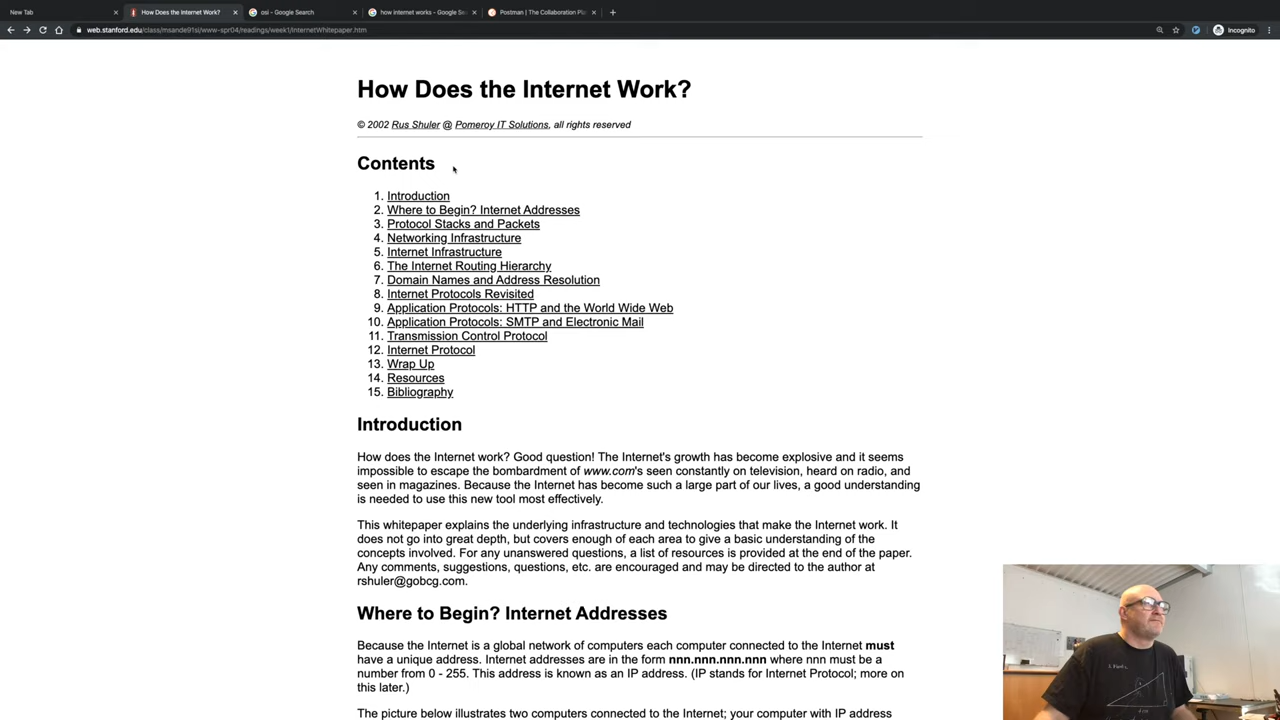 New Tab
How Does the Internet Work?
osi - Google Search
how internet works - Google Se
Postman | The Collaboration Pla
web.stanford.edu/class/msande91si/www-spr04/readings/week1/InternetWhitepaper.htm
Incognito
How Does the Internet Work?
© 2002 Rus Shuler @ Pomeroy IT Solutions, all rights reserved
Contents
1. Introduction
2. Where to Begin? Internet Addresses
3. Protocol Stacks and Packets
4. Networking Infrastructure
5. Internet Infrastructure
6. The Internet Routing Hierarchy
7. Domain Names and Address Resolution
8. Internet Protocols Revisited
9. Application Protocols: HTTP and the World Wide Web
10. Application Protocols: SMTP and Electronic Mail
11. Transmission Control Protocol
12. Internet Protocol
13. Wrap Up
14. Resources
15. Bibliography
Introduction
How does the Internet work? Good question! The Internet's growth has become explosive and it seems
impossible to escape the bombardment of www.com's seen constantly on television, heard on radio, and
seen in magazines. Because the Internet has become such a large part of our lives, a good understanding
is needed to use this new tool most effectively.
This whitepaper explains the underlying infrastructure and technologies that make the Internet work. It
does not go into great depth, but covers enough of each area to give a basic understanding of the
concepts involved. For any unanswered questions, a list of resources is provided at the end of the paper.
Any comments, suggestions, questions, etc. are encouraged and may be directed to the author at
rshuler@gobcg.com.
Where to Begin? Internet Addresses
Because the Internet is a global network of computers each computer connected to the Internet must
have a unique address. Internet addresses are in the form nnn.nnn.nnn.nnn where nnn must be a
number from 0 - 255. This address is known as an IP address. (IP stands for Internet Protocol; more on
this later.)
The picture below illustrates two computers connected to the Internet; your computer with IP address